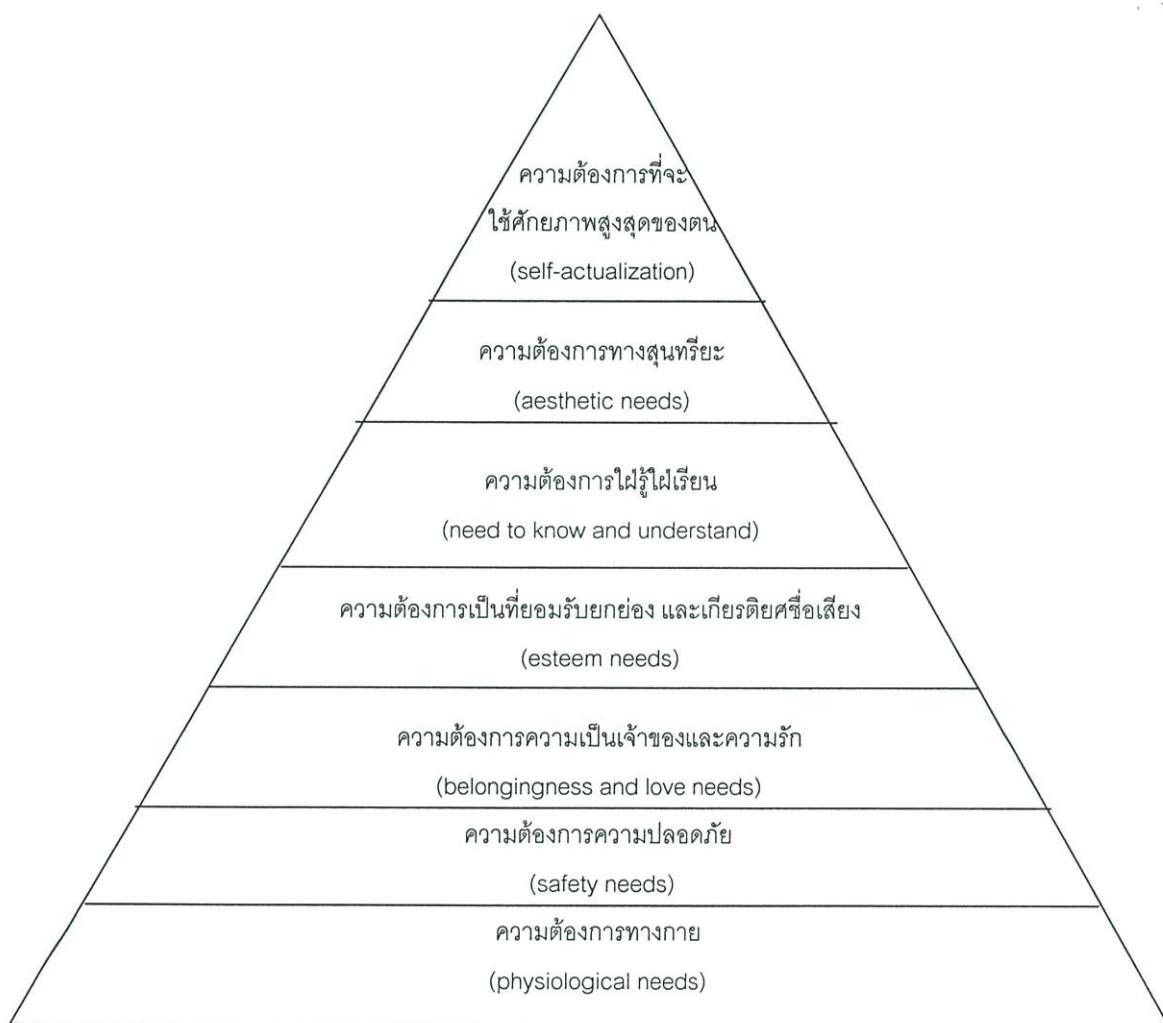 ความต้องการที่จะ
ใช้ศักยภาพสูงสุดของตน
(self-actualization)
ความต้องการทางสุนทรียะ
(aesthetic needs)
ความต้องการใฝ่รู้ใฝ่เรียน
(need to know and understand)
ความต้องการเป็นที่ยอมรับยกย่อง และเกียรติยศชื่อเสียง
(esteem needs)
ความต้องการความเป็นเจ้าของและความรัก
(belongingness and love needs)
ความต้องการความปลอดภัย
(safety needs)
ความต้องการทางกาย
(physiological needs)